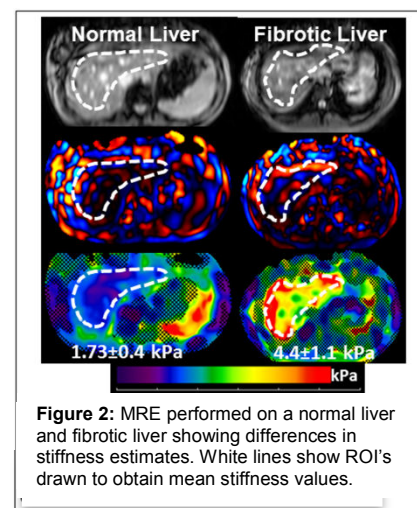 Normal Liver
Fibrotic Liver
1.73±0.4 kPa
4.4±1.1 kPa
kPa
Figure 2: MRE performed on a normal liver
and fibrotic liver showing differences in
stiffness estimates. White lines show ROI's
drawn to obtain mean stiffness values.